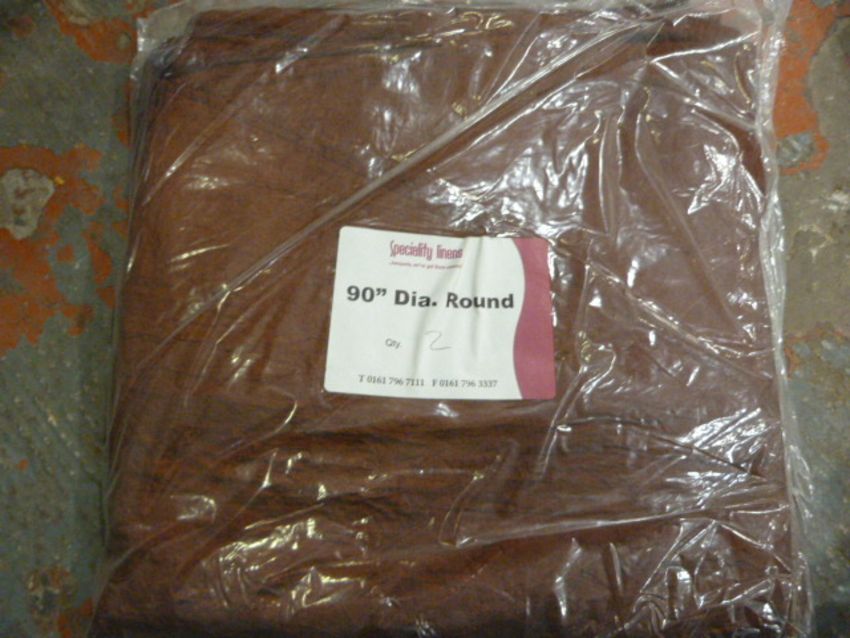 Speciality linens
90” Dia. Round
Qty. 2
T 0161 796 7111 F 0161 796 3337